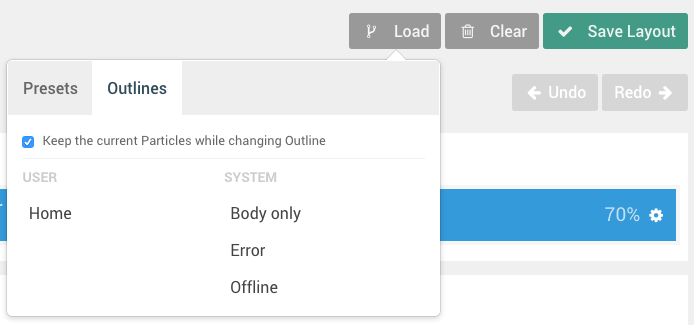 Load
Clear
Save Layout
Presets
Outlines
Undo
Redo
Keep the current Particles while changing Outline
USER
SYSTEM
Home
Body only
70%
Error
Offline